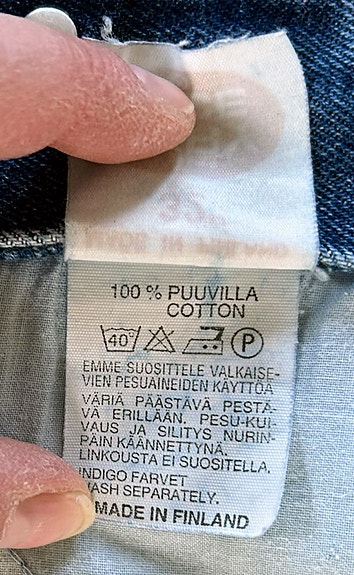 100 % PUUVILLA
COTTON
40 P
EMME SUOSITTELE VALKAISE-
VIEN PESUAINEIDEN KÄYTTÖÄ
VÄRIÄ PÄÄSTÄVÄ PESTÄ-
VÄ ERILLÄÄN. PESU-KUI-
VAUS JA SILITYS NURIN-
PÄIN KÄÄNNETTYNÄ.
LINKOUSTA EI SUOSITELLA.
INDIGO FARVET
WASH SEPARATELY.
MADE IN FINLAND